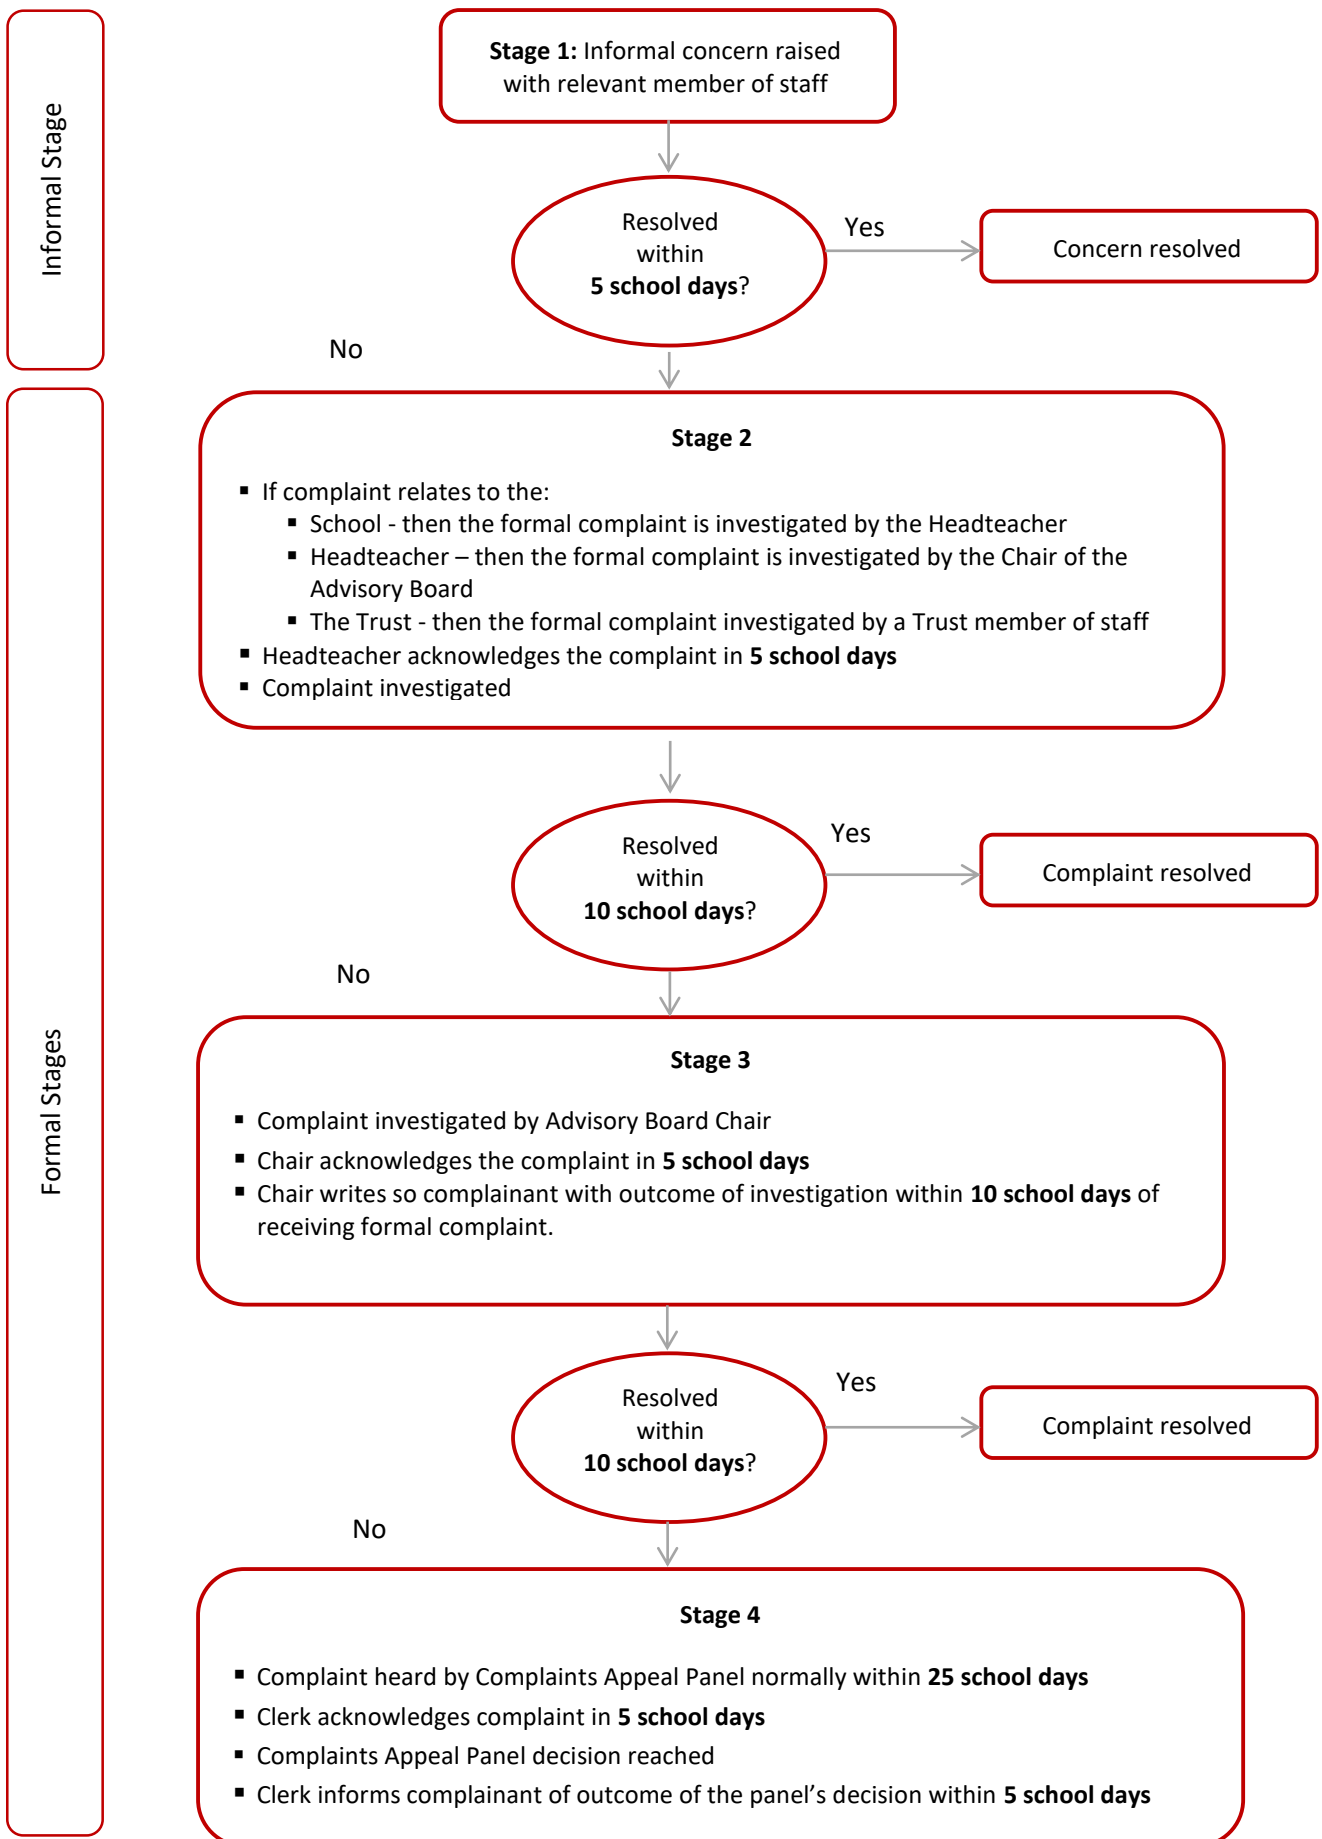 Informal Stage
Stage 1: Informal concern raised
with relevant member of staff
Resolved
within
5 school days?
Yes
Concern resolved
No
Formal Stages
Stage 2
▪ If complaint relates to the:
▪ School - then the formal complaint is investigated by the Headteacher
▪ Headteacher – then the formal complaint is investigated by the Chair of the
Advisory Board
▪ The Trust - then the formal complaint investigated by a Trust member of staff
▪ Headteacher acknowledges the complaint in 5 school days
▪ Complaint investigated
Resolved
within
10 school days?
Yes
Complaint resolved
No
Stage 3
▪ Complaint investigated by Advisory Board Chair
▪ Chair acknowledges the complaint in 5 school days
▪ Chair writes so complainant with outcome of investigation within 10 school days of
receiving formal complaint.
Resolved
within
10 school days?
Yes
Complaint resolved
No
Stage 4
▪ Complaint heard by Complaints Appeal Panel normally within 25 school days
▪ Clerk acknowledges complaint in 5 school days
▪ Complaints Appeal Panel decision reached
▪ Clerk informs complainant of outcome of the panel’s decision within 5 school days